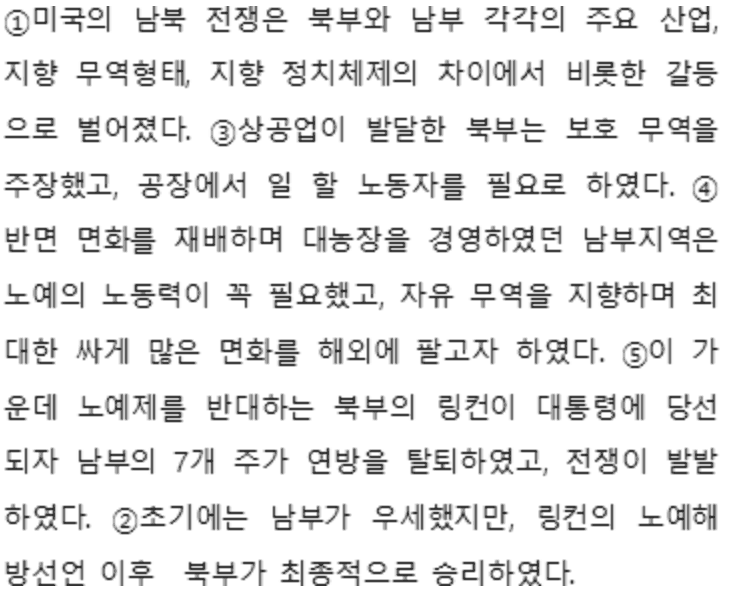 ①미국의 남북 전쟁은 북부와 남부 각각의 주요 산업,
지향 무역형태, 지향 정치체제의 차이에서 비롯한 갈등
으로 벌어졌다. ③상공업이 발달한 북부는 보호 무역을
주장했고, 공장에서 일 할 노동자를 필요로 하였다. ④
반면 면화를 재배하며 대농장을 경영하였던 남부지역은
노예의 노동력이 꼭 필요했고, 자유 무역을 지향하며 최
대한 싸게 많은 면화를 해외에 팔고자 하였다. ⑤이 가
운데 노예제를 반대하는 북부의 링컨이 대통령에 당선
되자 남부의 7개 주가 연방을 탈퇴하였고, 전쟁이 발발
하였다. ②초기에는 남부가 우세했지만, 링컨의 노예해
방선언 이후 북부가 최종적으로 승리하였다.